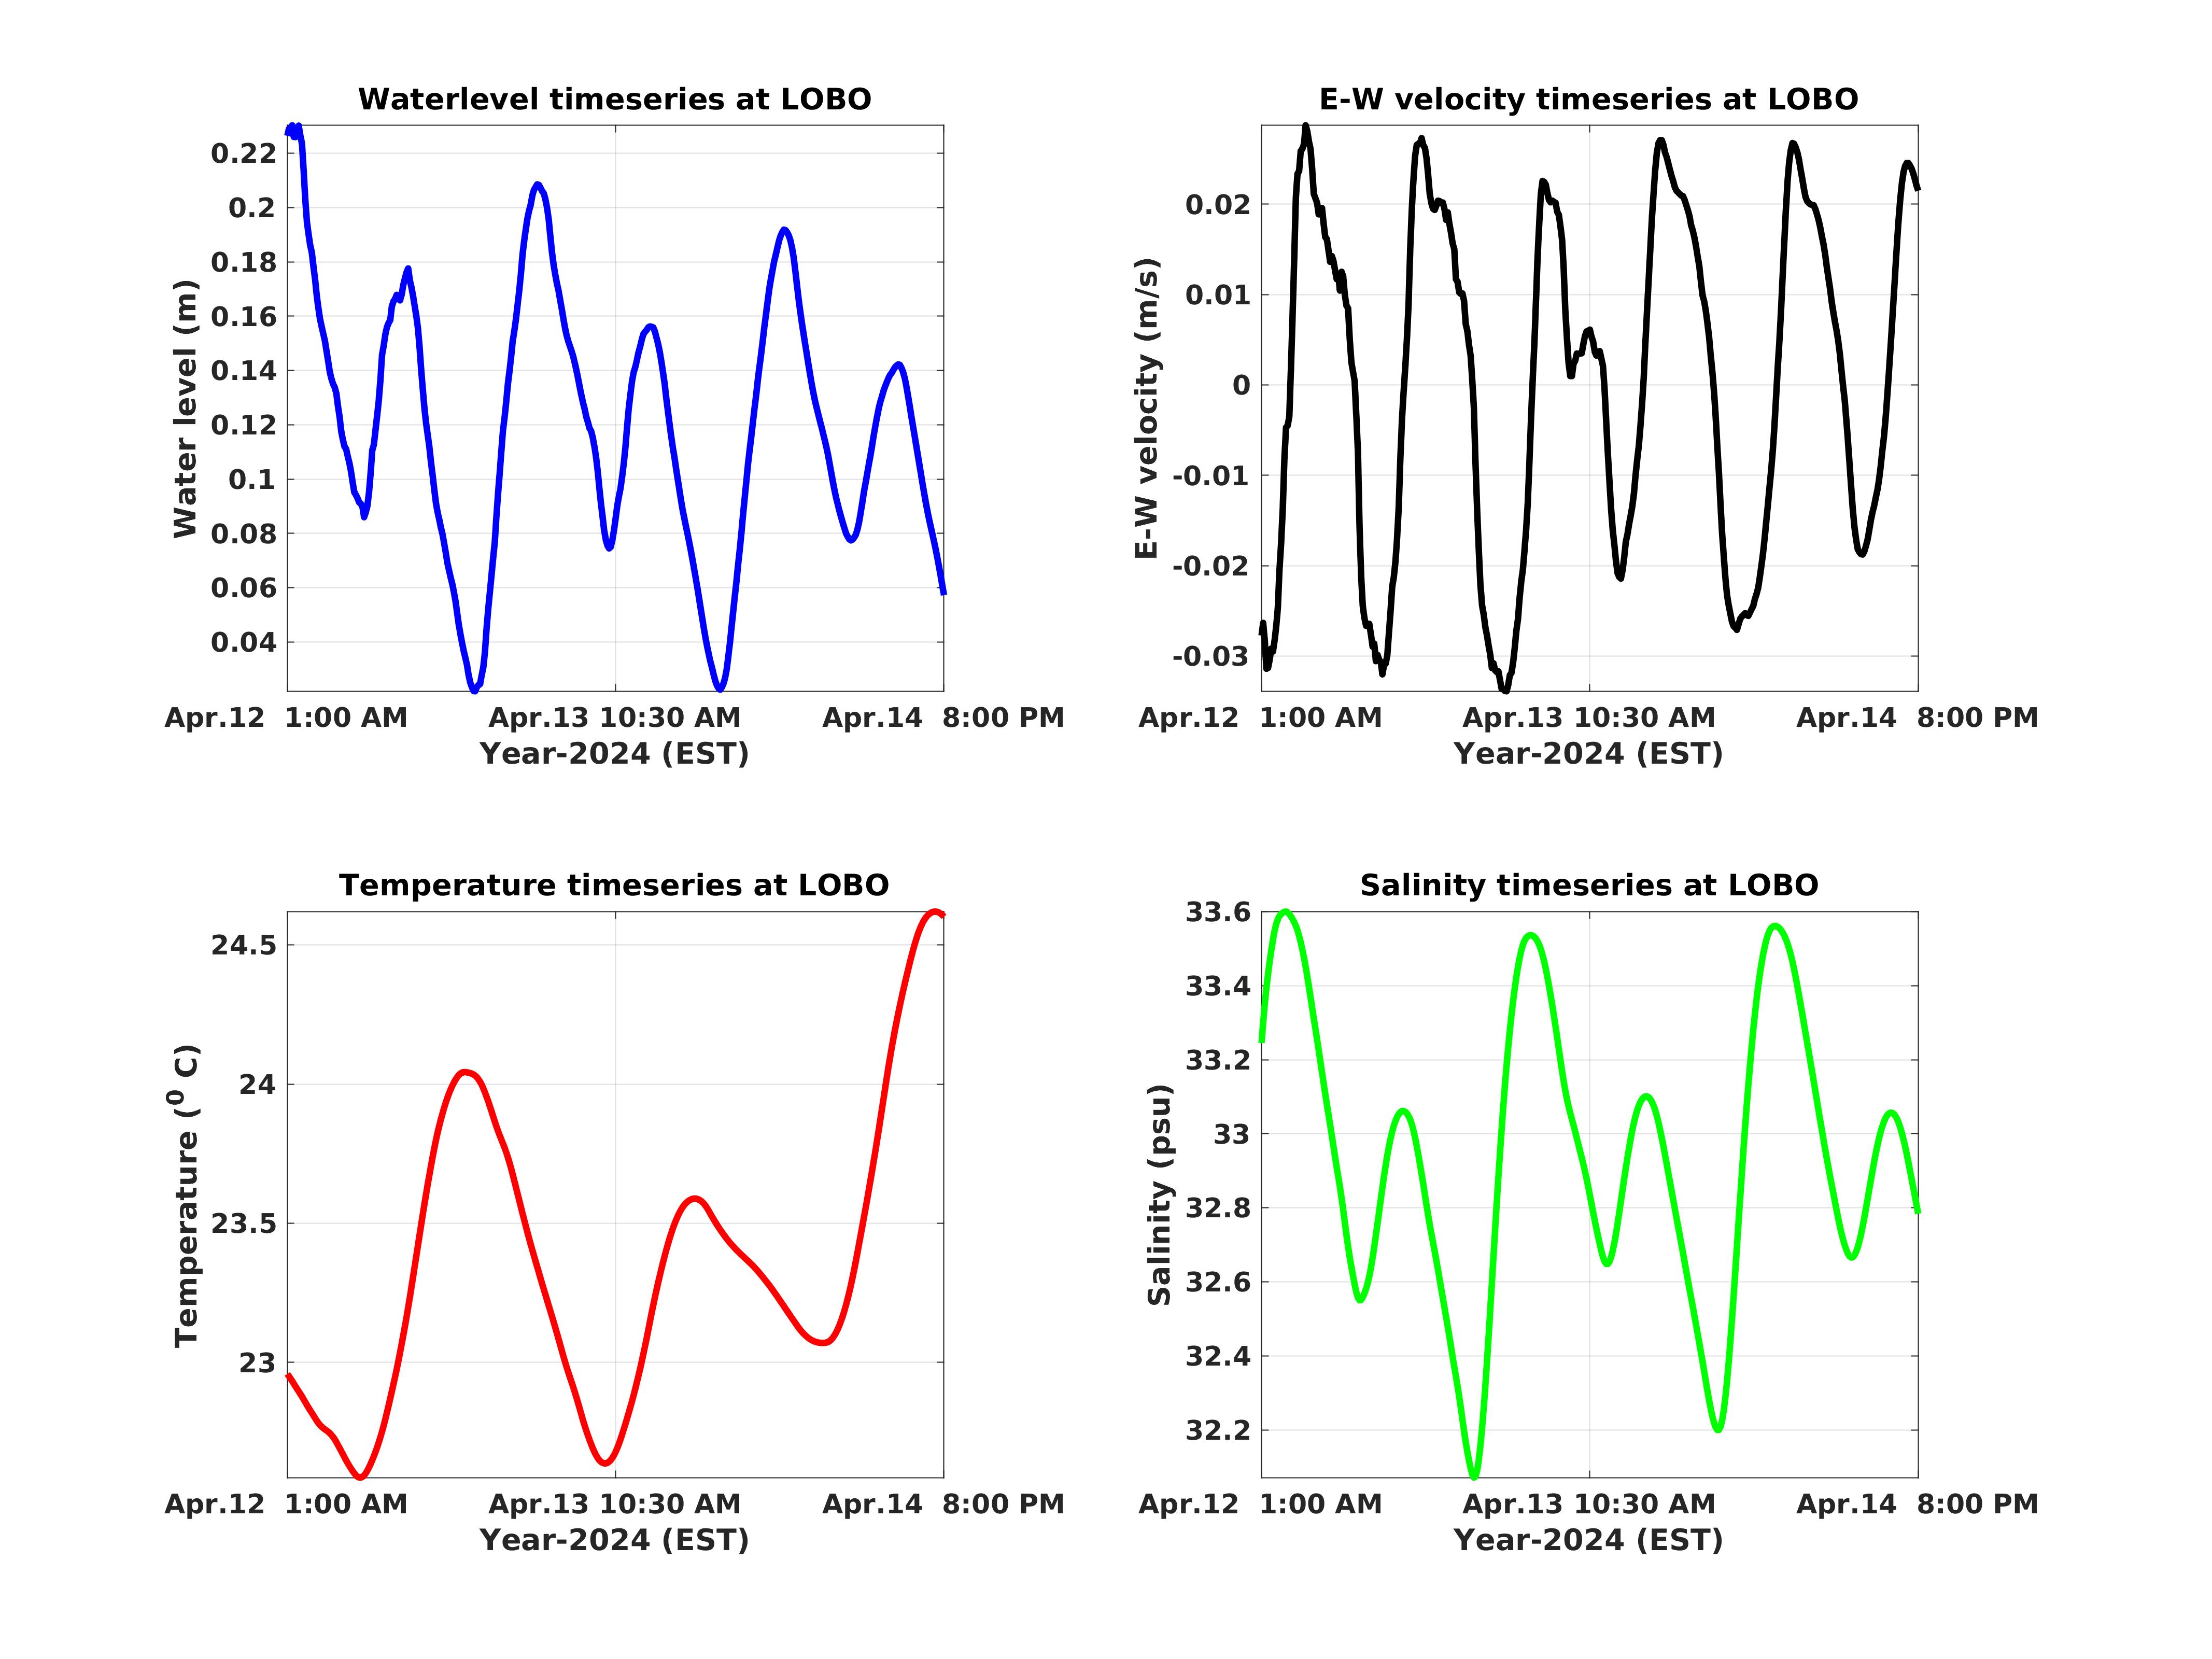 Waterlevel timeseries at LOBO
0.22
0.2
0.18
0.16
0.14
0.12
0.1
0.08
0.06
0.04
Water level (m)
Apr.12 1:00 AM
Apr.13 10:30 AM
Apr.14 8:00 PM
Year-2024 (EST)
E-W velocity timeseries at LOBO
0.02
0.01
0
-0.01
-0.02
-0.03
E-W velocity (m/s)
Apr.12 1:00 AM
Apr.13 10:30 AM
Apr.14 8:00 PM
Year-2024 (EST)
Temperature timeseries at LOBO
24.5
24
23.5
23
Temperature (⁰ C)
Apr.12 1:00 AM
Apr.13 10:30 AM
Apr.14 8:00 PM
Year-2024 (EST)
Salinity timeseries at LOBO
33.6
33.4
33.2
33
32.8
32.6
32.4
32.2
Salinity (psu)
Apr.12 1:00 AM
Apr.13 10:30 AM
Apr.14 8:00 PM
Year-2024 (EST)